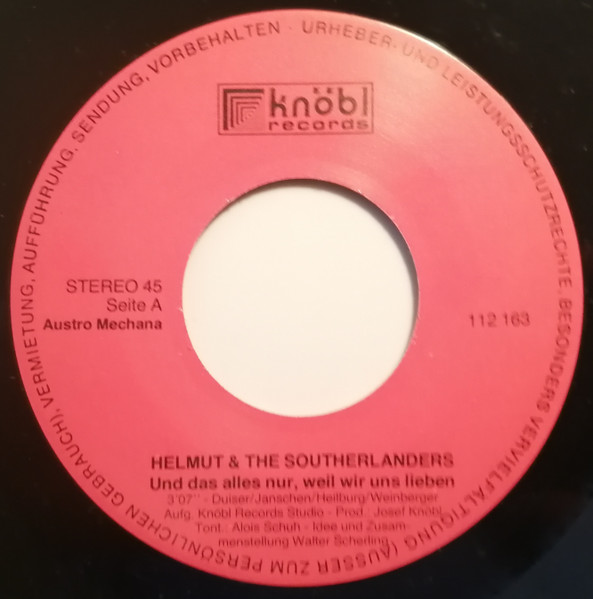 URHEBER- UND LEISTUNGSSCHUTZRECHTE, BESONDERS VERVIELFÄLTIGUNG (AUSSER ZUM PERSÖNLICHEN GEBRAUCH), VERMIETUNG, AUFFÜHRUNG, SENDUNG, VORBEHALTEN ·
knöbl
records
STEREO 45
Seite A
Austro Mechana
112 163
HELMUT & THE SOUTHERLANDERS
Und das alles nur, weil wir uns lieben
3'07'' - Duiser/Janschen/Heilburg/Weinberger
Aufg. Knöbl Records Studio - Prod.: Josef Knöbl
Tont.: Alois Schuh - Idee und Zusam-
menstellung Walter Scherling